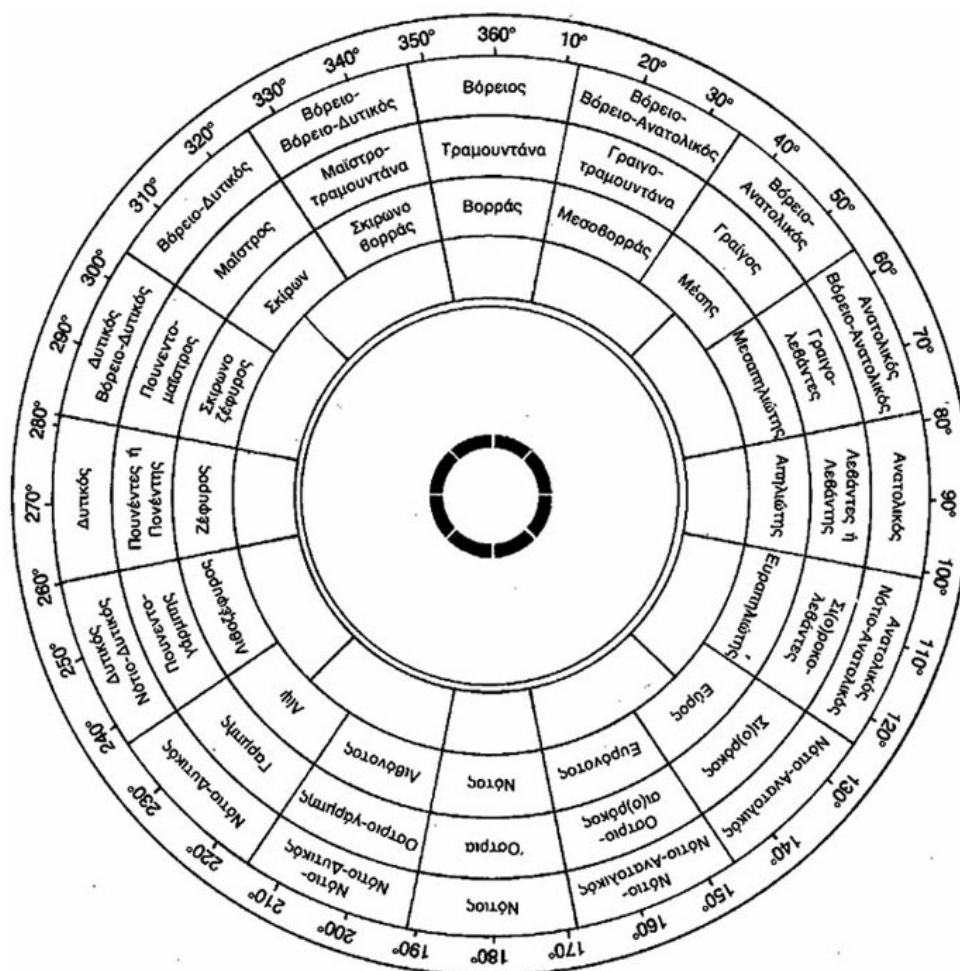 360°
10°
20°
30°
40°
50°
60°
70°
80°
90°
100°
110°
120°
130°
140°
150°
160°
170°
180°
190°
200°
210°
220°
230°
240°
250°
260°
270°
280°
290°
300°
310°
320°
330°
340°
350°
Βόρειος
Βόρειο-
Βόρειο-Ανατολικός
Βόρειο-
Ανατολικός
Ανατολικός
Βόρειο-Ανατολικός
Ανατολικός
Ανατολικός
Νότιο-Ανατολικός
Νότιο-Ανατολικός
Νότιο-
Νότιο-Ανατολικός
Νότιος
Νότιο-
Νότιο-Δυτικός
Νότιο-Δυτικός
Δυτικός
Νότιο-Δυτικός
Δυτικός
Δυτικός
Βόρειο-Δυτικός
Βόρειο-Δυτικός
Βόρειο-
Βόρειο-Δυτικός
Τραμουντάνα
Γραιγο-
τραμουντάνα
Γραίγος
Γραιγο-
λεβάντες
Λεβάντες ή
Λεβάντης
Σι(ο)ροκο-
λεβάντες
Σι(ο)ρόκος
Οστριο-
σι(ο)ρόκος
Όστρια
Οστριο-γάρμπης
Γαρμπής
Πουνεντο-
γάρμπης
Πουνέντες ή
Πονέντης
Πουνεντο-
μαΐστρος
Μαΐστρος
Μαΐστρο-
τραμουντάνα
Βορράς
Μεσοβορράς
Μέσης
Μεσαπηλιώτης
Απηλιώτης
Ευραπηλιώτης
Εύρος
Ευρόνοτος
Νότος
Λιβόνοτος
Λίψ
Λιβοζέφυρος
Ζέφυρος
Σκιρωνο
ζέφυρος
Σκίρων
Σκιρωνο
βορράς